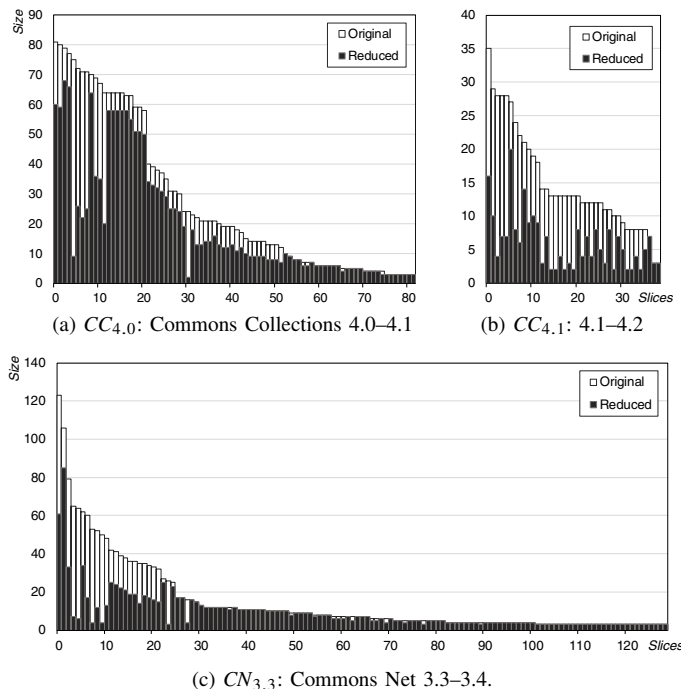 Size
90
80
70
60
50
40
30
20
10
0
Original
Reduced
0 10 20 30 40 50 60 70 80
(a) CC4.0: Commons Collections 4.0–4.1
40
35
30
25
20
15
10
5
0
Original
Reduced
0 10 20 30 Slices
(b) CC4.1: 4.1–4.2
Size
140
120
100
80
60
40
20
0
Original
Reduced
0 10 20 30 40 50 60 70 80 90 100 110 120 Slices
(c) CN3.3: Commons Net 3.3–3.4.